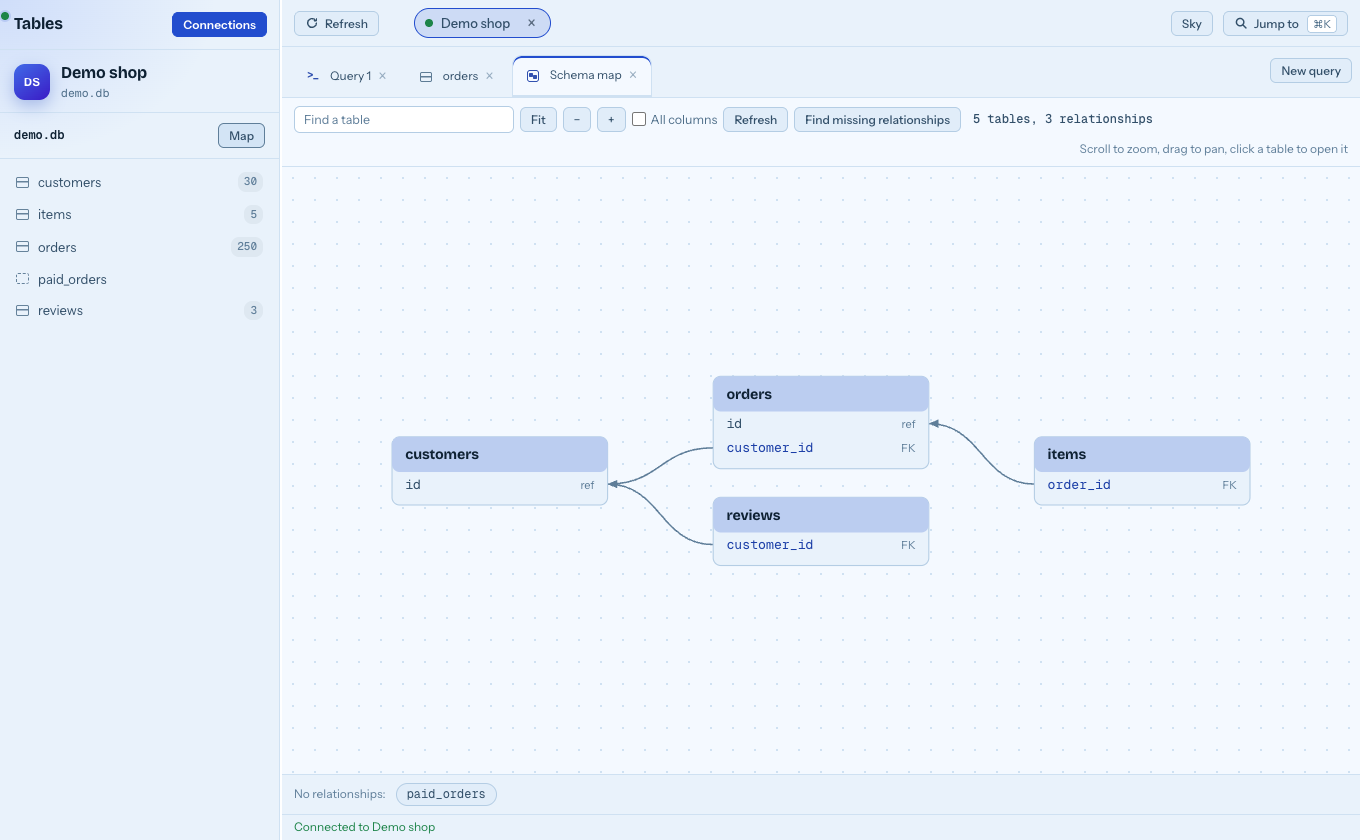 Tables
Connections
DS
Demo shop
demo.db
demo.db
Map
customers 30
items 5
orders 250
paid_orders
reviews 3
Refresh
Demo shop ×
Sky
Jump to ⌘K
>_ Query 1 ×
orders ×
Schema map ×
New query
Find a table
Fit
−
+
All columns
Refresh
Find missing relationships
5 tables, 3 relationships
Scroll to zoom, drag to pan, click a table to open it
customers
id ref
orders
id ref
customer_id FK
reviews
customer_id FK
items
order_id FK
No relationships: paid_orders
Connected to Demo shop